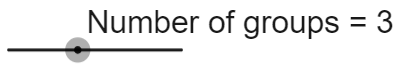 Number of groups = 3